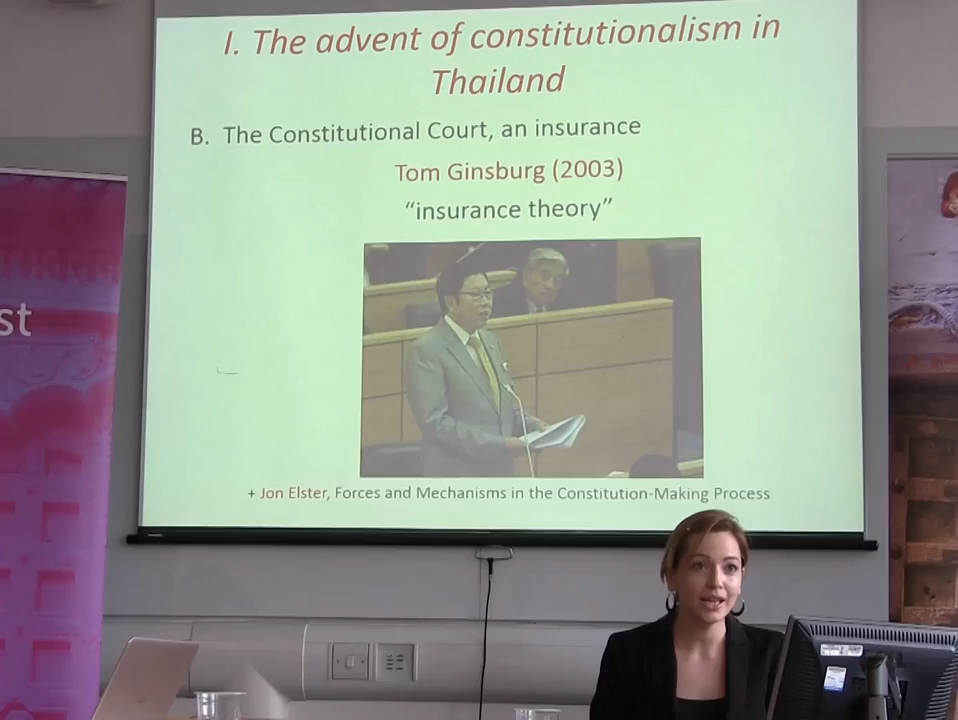 I. The advent of constitutionalism in
Thailand
B. The Constitutional Court, an insurance
Tom Ginsburg (2003)
“insurance theory”
+ Jon Elster, Forces and Mechanisms in the Constitution-Making Process
st